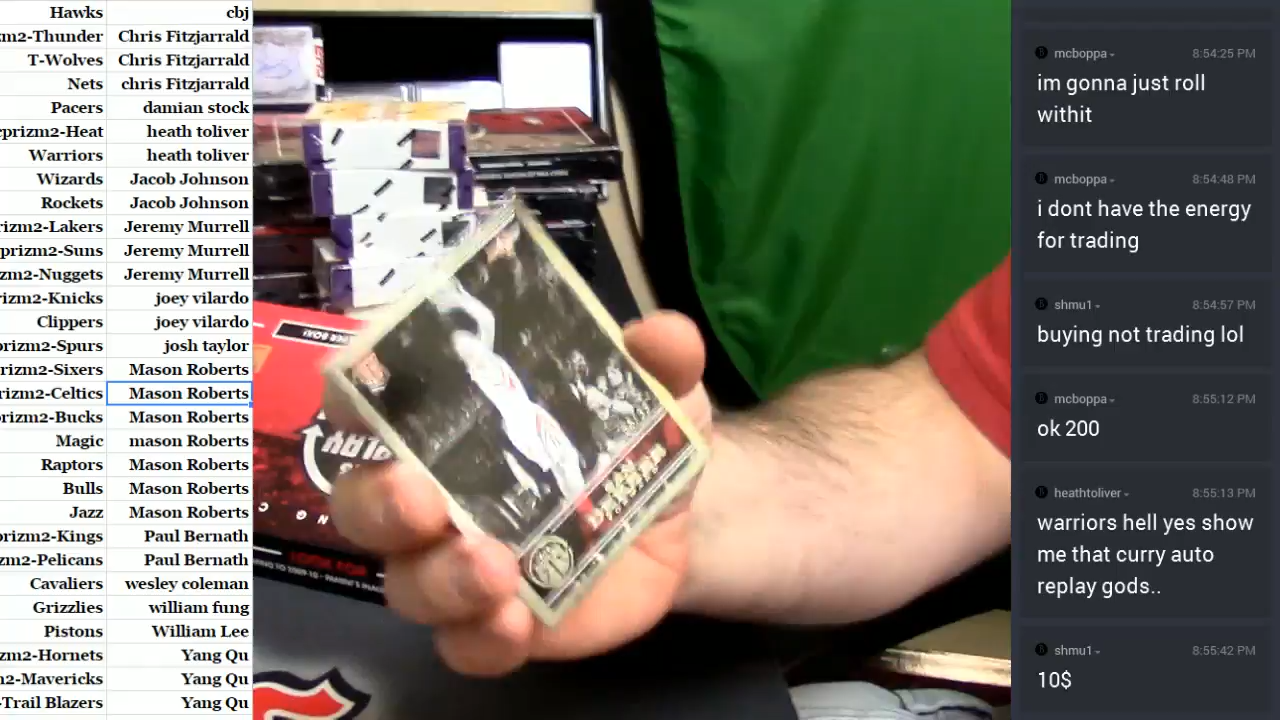 Hawks cbj
zm2-Thunder Chris Fitzjarrald
T-Wolves Chris Fitzjarrald
Nets chris Fitzjarrald
Pacers damian stock
cprizm2-Heat heath toliver
Warriors heath toliver
Wizards Jacob Johnson
Rockets Jacob Johnson
rizm2-Lakers Jeremy Murrell
prizm2-Suns Jeremy Murrell
zm2-Nuggets Jeremy Murrell
rizm2-Knicks joey vilardo
Clippers joey vilardo
prizm2-Spurs josh taylor
prizm2-Sixers Mason Roberts
rizm2-Celtics Mason Roberts
prizm2-Bucks Mason Roberts
Magic mason Roberts
Raptors Mason Roberts
Bulls Mason Roberts
Jazz Mason Roberts
prizm2-Kings Paul Bernath
zm2-Pelicans Paul Bernath
Cavaliers wesley coleman
Grizzlies william fung
Pistons William Lee
zm2-Hornets Yang Qu
m2-Mavericks Yang Qu
-Trail Blazers Yang Qu
LOOK FOR
mcboppa 8:54:25 PM
im gonna just roll
withit
mcboppa 8:54:48 PM
i dont have the energy
for trading
shmu1 8:54:57 PM
buying not trading lol
mcboppa 8:55:12 PM
ok 200
heathtoliver 8:55:13 PM
warriors hell yes show
me that curry auto
replay gods..
shmu1 8:55:42 PM
10$